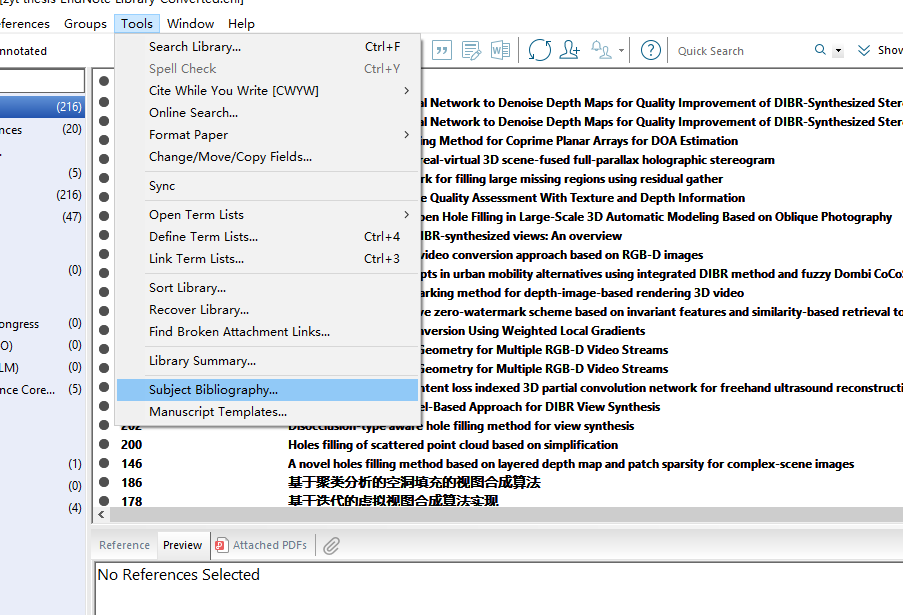 [zyt thesis EndNote Library-Converted.enl]
eferences Groups Tools Window Help
nnotated
Quick Search
Show
Search Library... Ctrl+F
Spell Check Ctrl+Y
Cite While You Write [CWYW]
Online Search...
Format Paper
Change/Move/Copy Fields...
Sync
Open Term Lists
Define Term Lists... Ctrl+4
Link Term Lists... Ctrl+3
Sort Library...
Recover Library...
Find Broken Attachment Links...
Library Summary...
Subject Bibliography...
Manuscript Templates...
(216)
nces (20)
(5)
(216)
(47)
(0)
ongress (0)
O) (0)
LM) (0)
nce Core... (5)
(1)
(0)
(4)
al Network to Denoise Depth Maps for Quality Improvement of DIBR-Synthesized Ster
al Network to Denoise Depth Maps for Quality Improvement of DIBR-Synthesized Ster
ing Method for Coprime Planar Arrays for DOA Estimation
real-virtual 3D scene-fused full-parallax holographic stereogram
rk for filling large missing regions using residual gather
e Quality Assessment With Texture and Depth Information
pen Hole Filling in Large-Scale 3D Automatic Modeling Based on Oblique Photography
IBR-synthesized views: An overview
video conversion approach based on RGB-D images
pts in urban mobility alternatives using integrated DIBR method and fuzzy Dombi CoCoS
arking method for depth-image-based rendering 3D video
ve zero-watermark scheme based on invariant features and similarity-based retrieval to
nversion Using Weighted Local Gradients
Geometry for Multiple RGB-D Video Streams
Geometry for Multiple RGB-D Video Streams
ntent loss indexed 3D partial convolution network for freehand ultrasound reconstructi
el-Based Approach for DIBR View Synthesis
202 Disocclusion-type aware hole filling method for view synthesis
200 Holes filling of scattered point cloud based on simplification
146 A novel holes filling method based on layered depth map and patch sparsity for complex-scene images
186 基于聚类分析的空洞填充的视图合成算法
178 基于迭代的虚拟视图合成算法实现
Reference Preview Attached PDFs
No References Selected